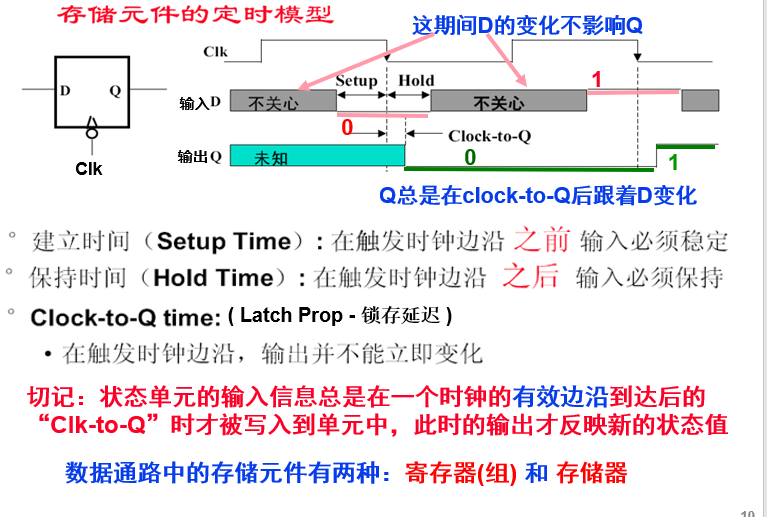 存储元件的定时模型
这期间D的变化不影响Q
Clk
D Q
Clk
Setup Hold
输入D 不关心 不关心 1
0
Clock-to-Q
输出Q 未知 0 1
Q总是在clock-to-Q后跟着D变化
° 建立时间（Setup Time）: 在触发时钟边沿 之前 输入必须稳定
° 保持时间（Hold Time）: 在触发时钟边沿 之后 输入必须保持
° Clock-to-Q time: ( Latch Prop - 锁存延迟 )
• 在触发时钟边沿，输出并不能立即变化
切记：状态单元的输入信息总是在一个时钟的有效边沿到达后的
“Clk-to-Q”时才被写入到单元中，此时的输出才反映新的状态值
数据通路中的存储元件有两种：寄存器(组) 和 存储器
10